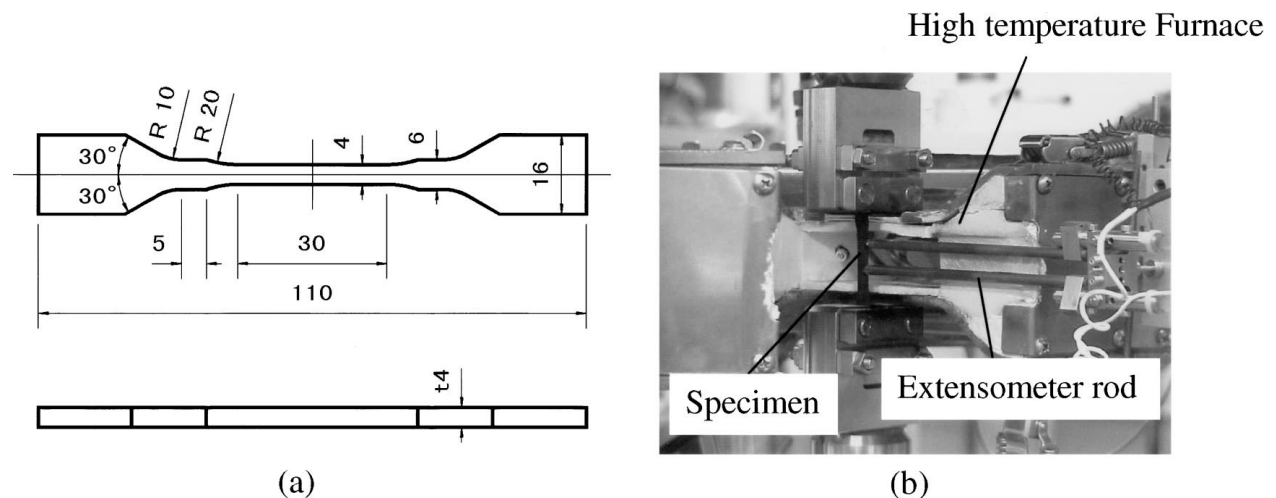 High temperature Furnace
R 10
R 20
4
6
30°
30°
16
5
30
110
t4
Specimen
Extensometer rod
(a)
(b)